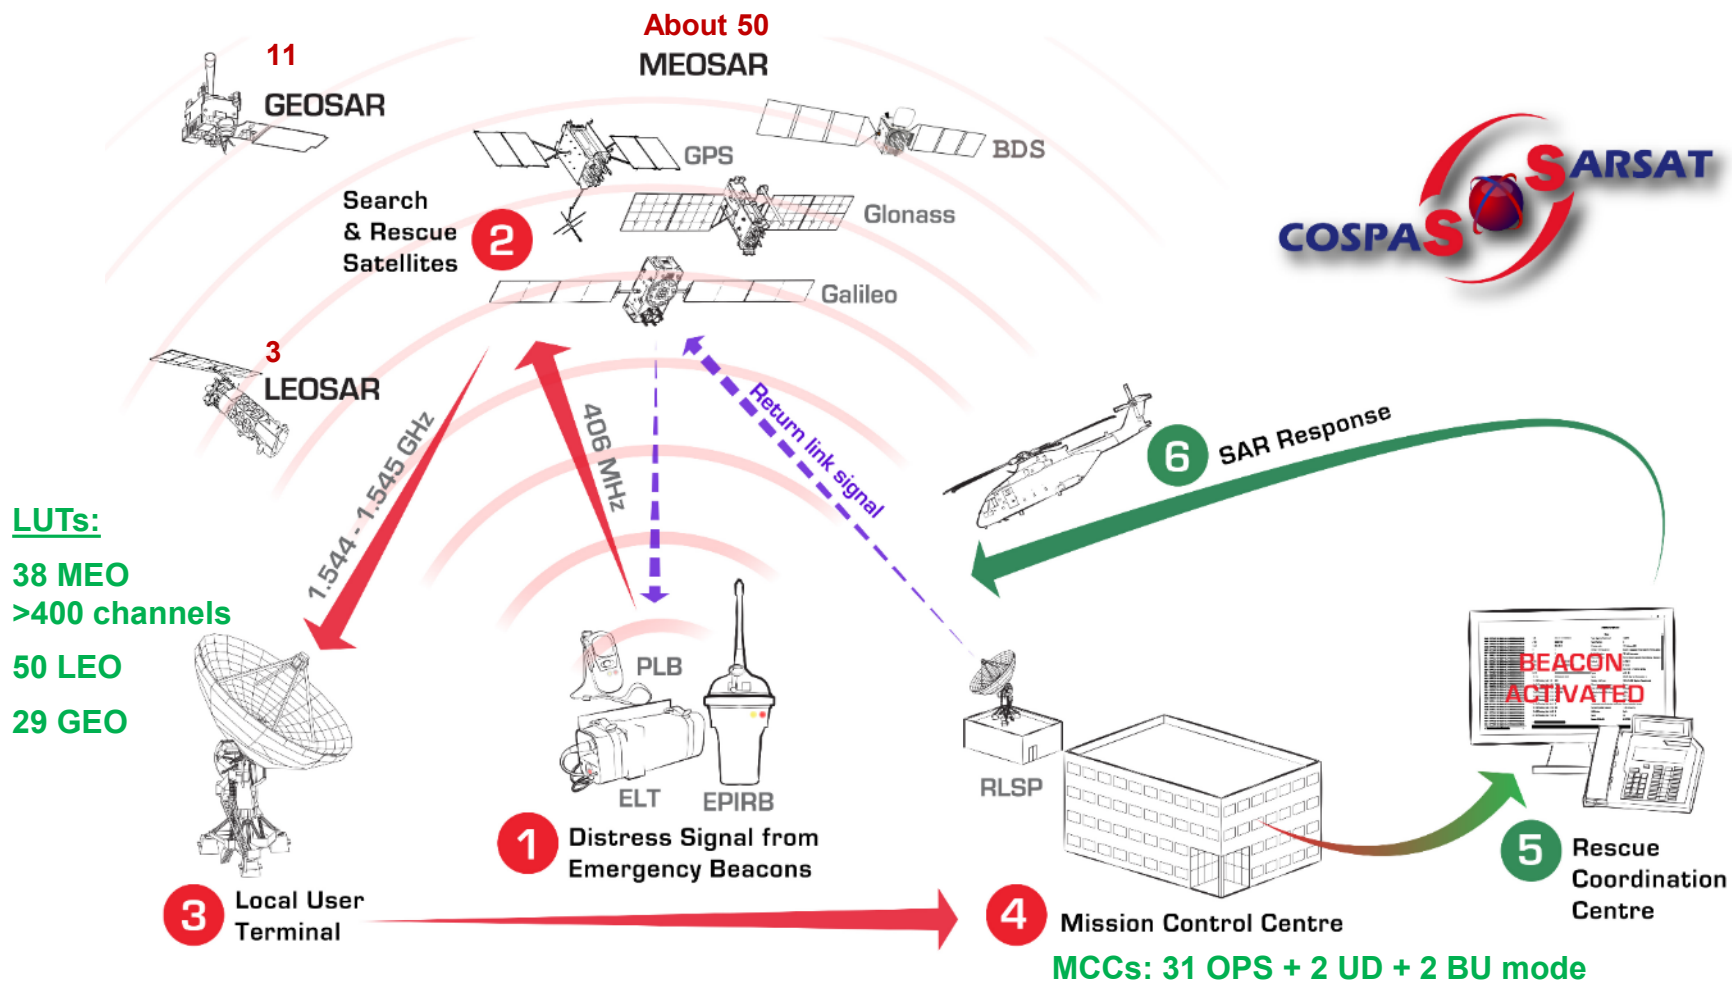 About 50
MEOSAR
11
GEOSAR
GPS
BDS
Glonass
Galileo
Search
& Rescue
Satellites
2
3
LEOSAR
COSPAS
SARSAT
1.544 - 1.545 GHz
406 MHz
Return link signal
6 SAR Response
LUTs:
38 MEO
>400 channels
50 LEO
29 GEO
PLB
ELT
EPIRB
RLSP
BEACON
ACTIVATED
1 Distress Signal from
Emergency Beacons
3 Local User
Terminal
4 Mission Control Centre
MCCs: 31 OPS + 2 UD + 2 BU mode
5 Rescue
Coordination
Centre